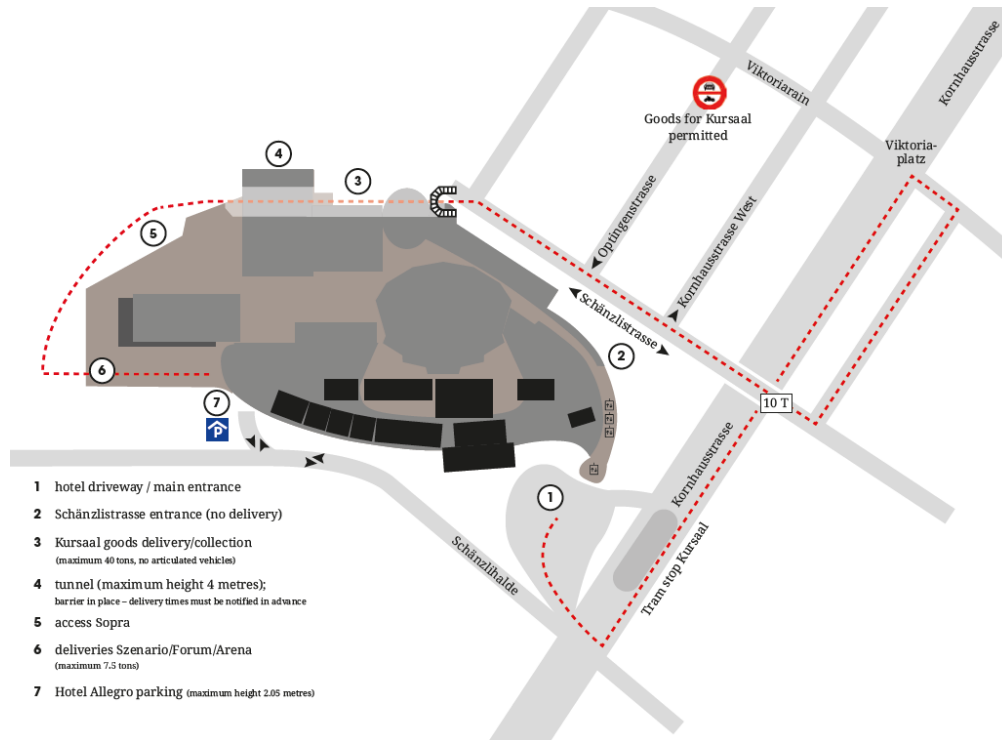 Kornhausstrasse
Viktoriarain
Goods for Kursaal
permitted
Viktoria-
platz
4
3
5
Optingenstrasse
Kornhausstrasse West
Schänzlistrasse
2
6
7
P
10 T
Kornhausstrasse
1
Tram stop Kursaal
Schänzlihalde
1 hotel driveway / main entrance
2 Schänzlistrasse entrance (no delivery)
3 Kursaal goods delivery/collection
(maximum 40 tons, no articulated vehicles)
4 tunnel (maximum height 4 metres);
barrier in place – delivery times must be notified in advance
5 access Sopra
6 deliveries Szenario/Forum/Arena
(maximum 7.5 tons)
7 Hotel Allegro parking (maximum height 2.05 metres)